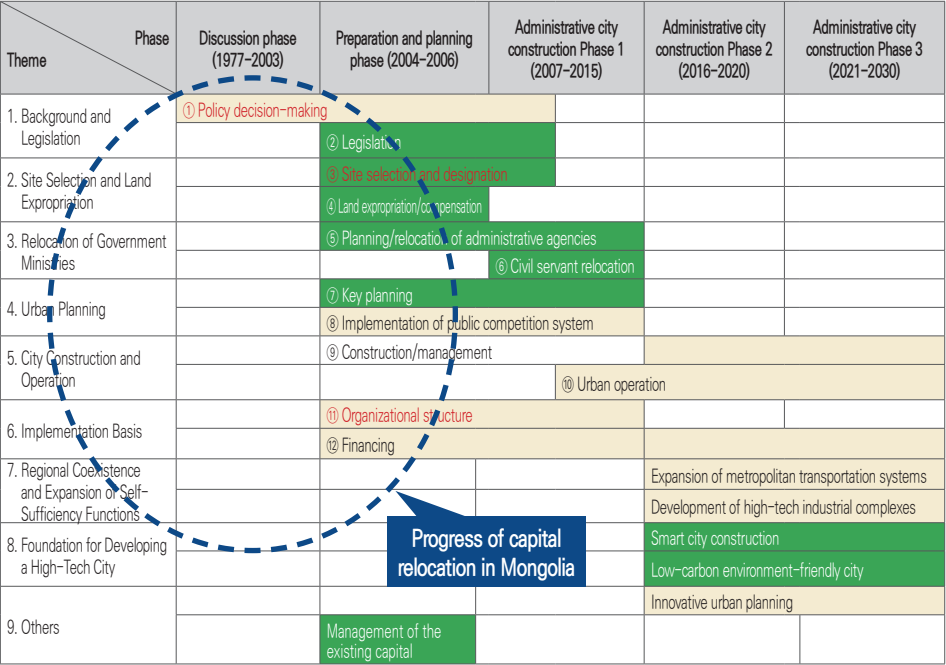 Phase
Theme
Discussion phase
(1977-2003)
Preparation and planning
phase (2004-2006)
Administrative city
construction Phase 1
(2007-2015)
Administrative city
construction Phase 2
(2016-2020)
Administrative city
construction Phase 3
(2021-2030)
1. Background and
Legislation
① Policy decision-making
② Legislation
2. Site Selection and Land
Expropriation
③ Site selection and designation
④ Land expropriation/compensation
3. Relocation of Government
Ministries
⑤ Planning/relocation of administrative agencies
⑥ Civil servant relocation
4. Urban Planning
⑦ Key planning
⑧ Implementation of public competition system
5. City Construction and
Operation
⑨ Construction/management
⑩ Urban operation
6. Implementation Basis
⑪ Organizational structure
⑫ Financing
7. Regional Coexistence
and Expansion of Self-
Sufficiency Functions
Expansion of metropolitan transportation systems
Development of high-tech industrial complexes
8. Foundation for Developing
a High-Tech City
Smart city construction
Low-carbon environment-friendly city
Progress of capital
relocation in Mongolia
9. Others
Innovative urban planning
Management of the
existing capital